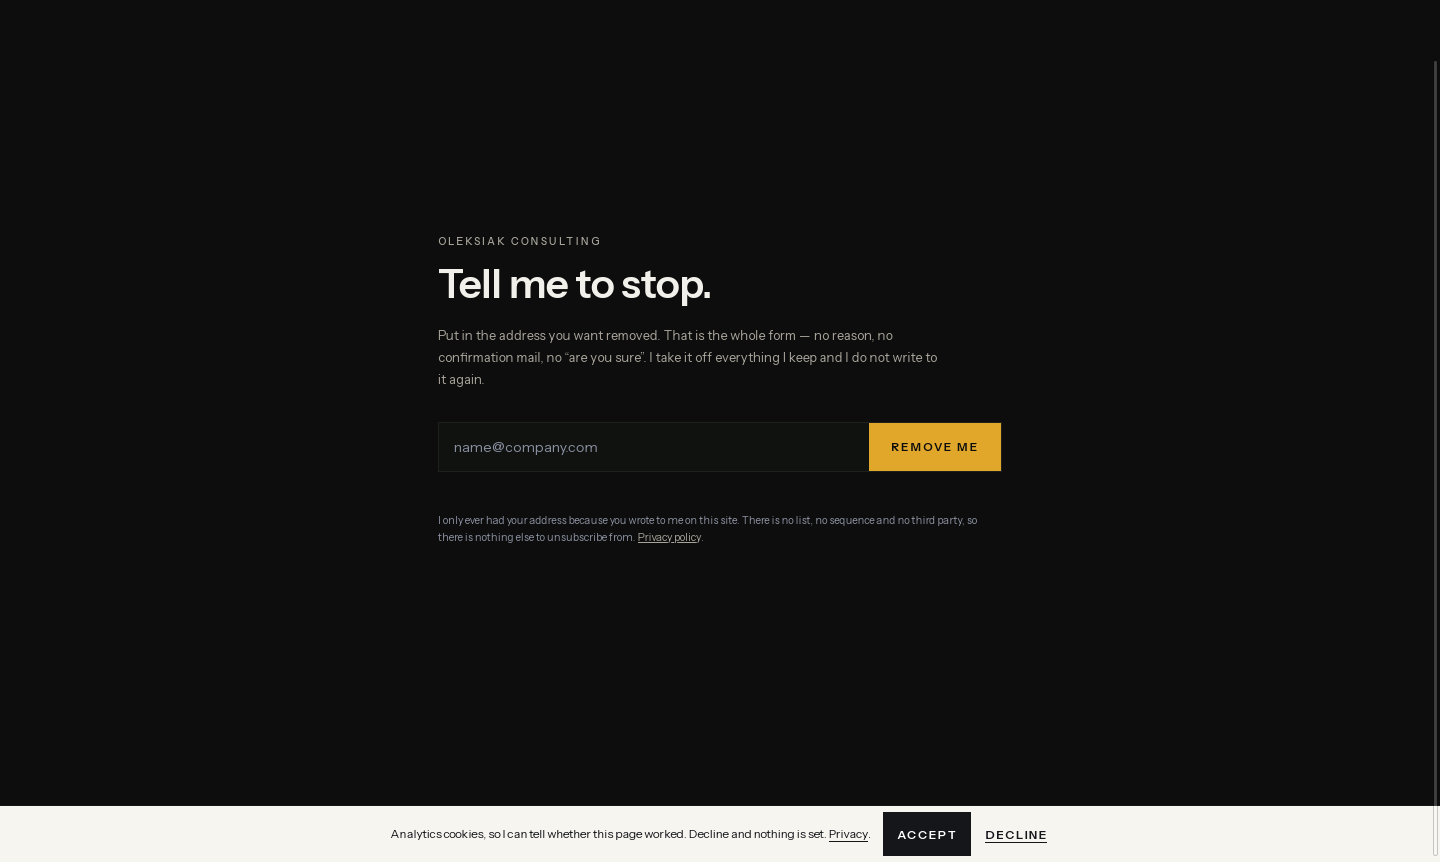 OLEKSIAK CONSULTING
Tell me to stop.
Put in the address you want removed. That is the whole form — no reason, no
confirmation mail, no “are you sure”. I take it off everything I keep and I do not write to
it again.
name@company.com
REMOVE ME
I only ever had your address because you wrote to me on this site. There is no list, no sequence and no third party, so
there is nothing else to unsubscribe from. Privacy policy.
Analytics cookies, so I can tell whether this page worked. Decline and nothing is set. Privacy.
ACCEPT
DECLINE